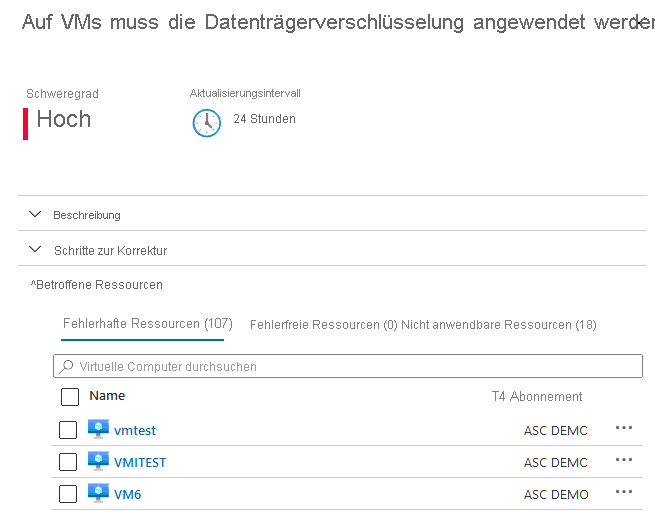 Auf VMs muss die Datenträgerverschlüsselung angewendet werden
Schweregrad
Aktualisierungsintervall
Hoch
24 Stunden
Beschreibung
Schritte zur Korrektur
^Betroffene Ressourcen
Fehlerhafte Ressourcen (107) Fehlerfreie Ressourcen (0) Nicht anwendbare Ressourcen (18)
Virtuelle Computer durchsuchen
Name T4 Abonnement
vmtest ASC DEMO ...
VMITEST ASC DEMO ...
VM6 ASC DEMO ...